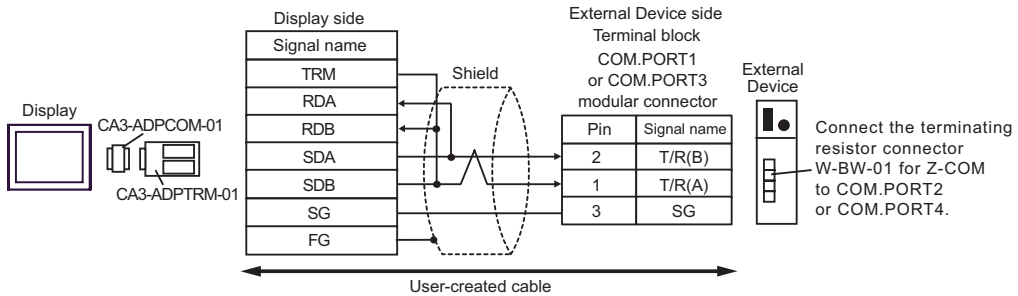 Display
CA3-ADPCOM-01
CA3-ADPTRM-01
Display side
Signal name
TRM
RDA
RDB
SDA
SDB
SG
FG
Shield
External Device side
Terminal block
COM.PORT1
or COM.PORT3
modular connector
Pin Signal name
2 T/R(B)
1 T/R(A)
3 SG
External
Device
Connect the terminating
resistor connector
W-BW-01 for Z-COM
to COM.PORT2
or COM.PORT4.
User-created cable